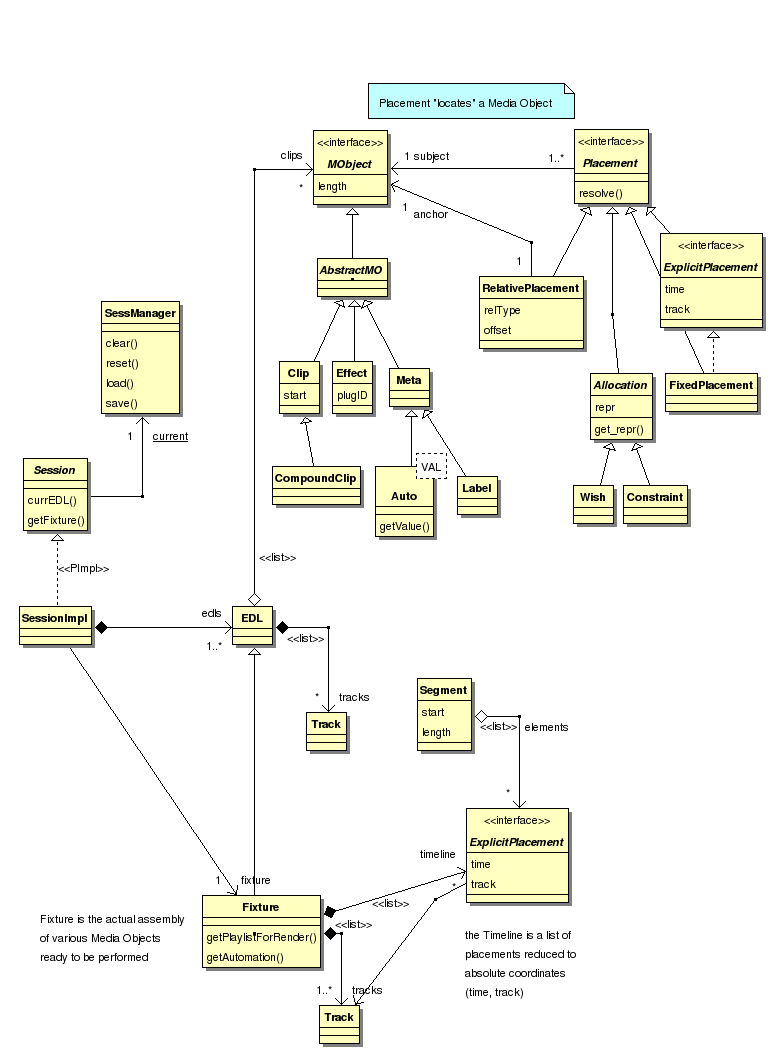 Placement "locates" a Media Object
<<interface>>
MObject
length
clips
*
1 subject
1..*
<<interface>>
Placement
resolve()
1
anchor
1
<<interface>>
ExplicitPlacement
time
track
AbstractMO
RelativePlacement
relType
offset
SessManager
clear()
reset()
load()
save()
Clip
start
Effect
plugID
Meta
Allocation
repr
get_repr()
FixedPlacement
1
current
Session
currEDL()
getFixture()
CompoundClip
VAL
Auto
getValue()
Label
Wish
Constraint
<<PImpl>>
<<list>>
SessionImpl
edls
1..*
EDL
<<list>>
*
tracks
Track
Segment
start
length
<<list>>
elements
*
<<interface>>
ExplicitPlacement
time
track
timeline
*
<<list>>
1
fixture
Fixture
getPlaylistForRender()
getAutomation()
<<list>>
Fixture is the actual assembly
of various Media Objects
ready to be performed
the Timeline is a list of
placements reduced to
absolute coordinates
(time, track)
1..*
tracks
Track